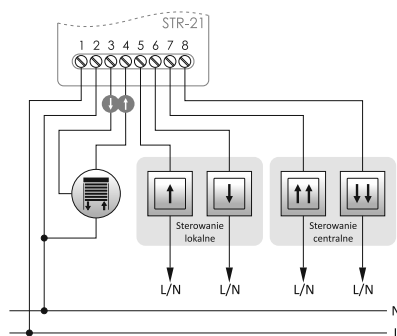 STR-21
1 2 3 4 5 6 7 8
Sterowanie
lokalne
Sterowanie
centralne
L/N L/N L/N L/N
N